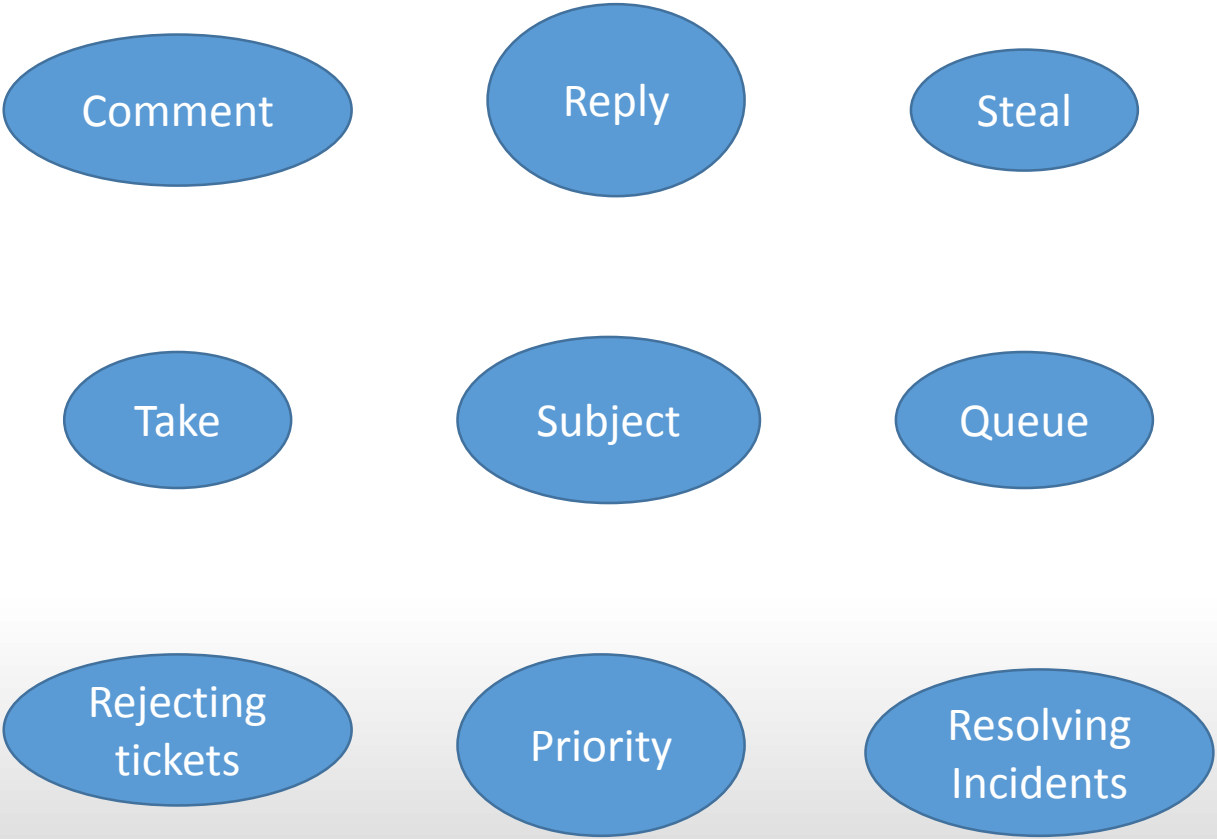 Comment
Reply
Steal
Take
Subject
Queue
Rejecting
tickets
Priority
Resolving
Incidents